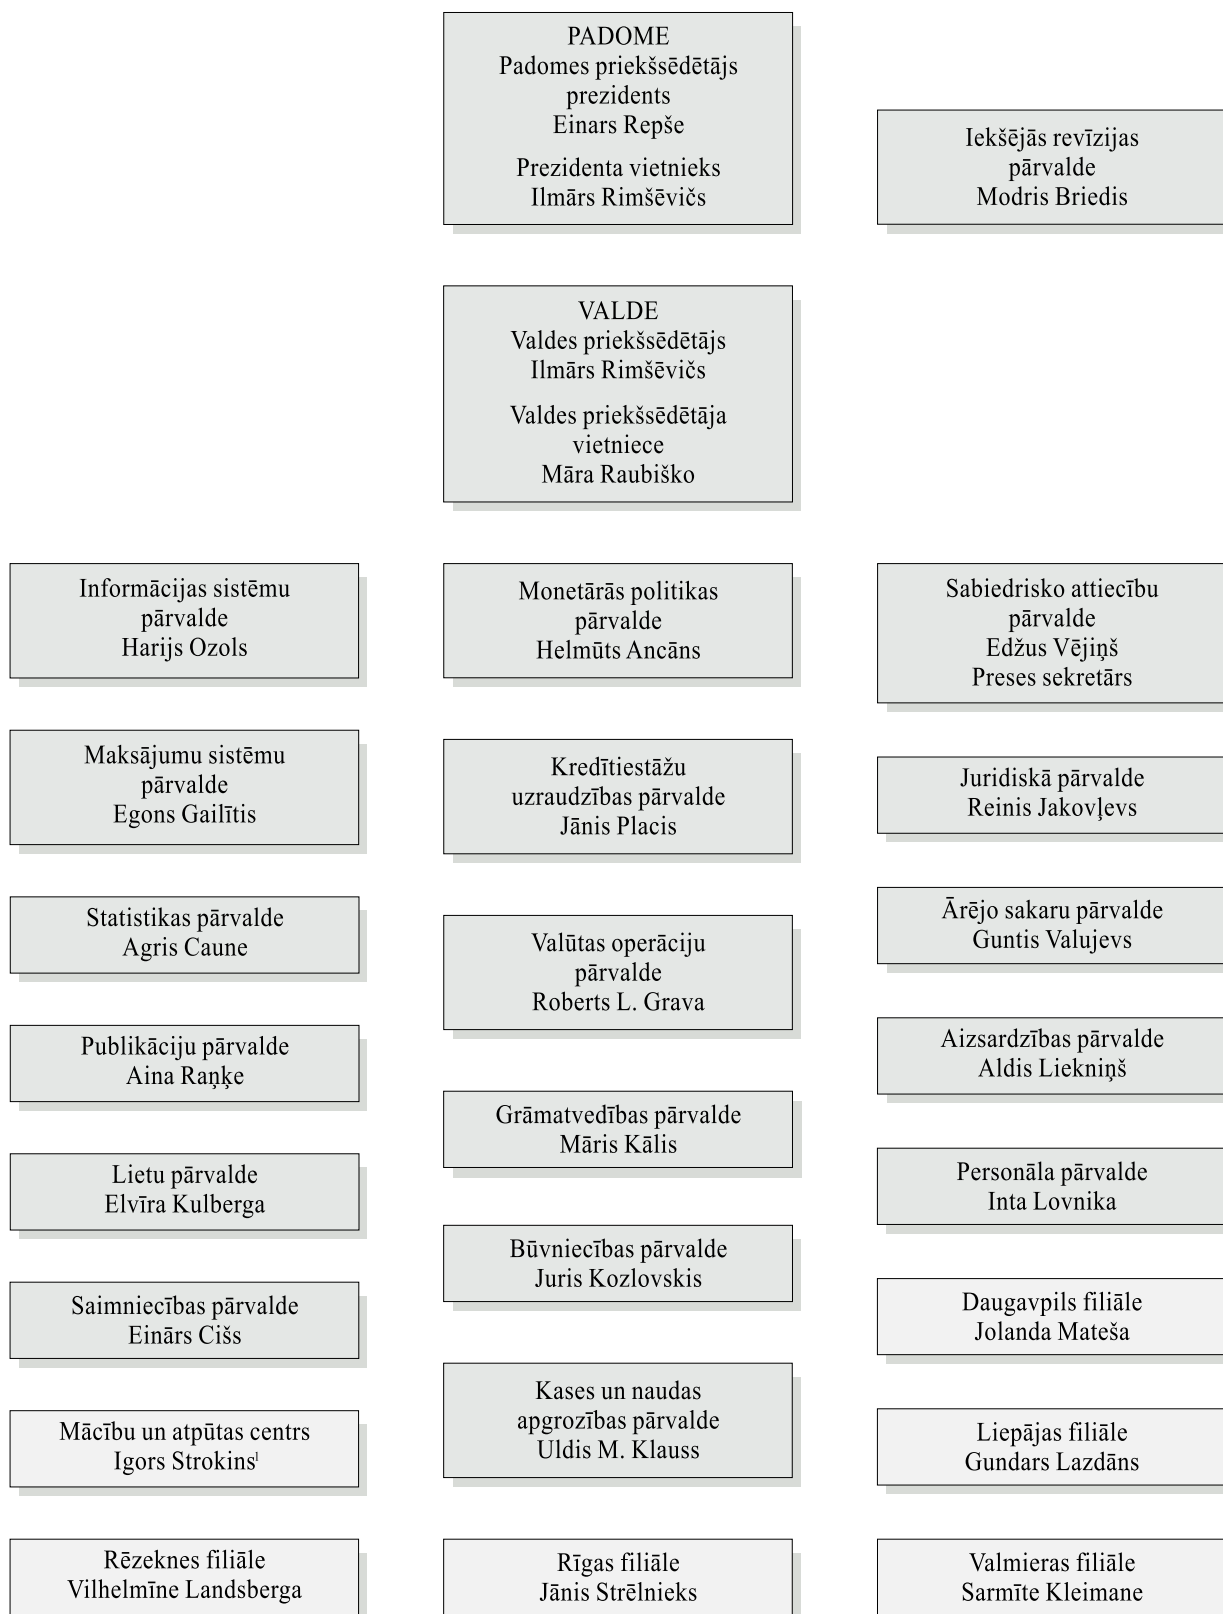 PADOME
Padomes priekšsēdētājs
prezidents
Einars Repše
Prezidenta vietnieks
Ilmārs Rimšēvičs
Iekšējās revīzijas
pārvalde
Modris Briedis
VALDE
Valdes priekšsēdētājs
Ilmārs Rimšēvičs
Valdes priekšsēdētāja
vietniece
Māra Raubiško
Informācijas sistēmu
pārvalde
Harijs Ozols
Maksājumu sistēmu
pārvalde
Egons Gailītis
Statistikas pārvalde
Agris Caune
Publikāciju pārvalde
Aina Raņķe
Lietu pārvalde
Elvīra Kulberga
Saimniecības pārvalde
Einārs Cišs
Mācību un atpūtas centrs
Igors Strokins¹
Rēzeknes filiāle
Vilhelmīne Landsberga
Monetārās politikas
pārvalde
Helmūts Ancāns
Kredītiestāžu
uzraudzības pārvalde
Jānis Placis
Valūtas operāciju
pārvalde
Roberts L. Grava
Grāmatvedības pārvalde
Māris Kālis
Būvniecības pārvalde
Juris Kozlovskis
Kases un naudas
apgrozības pārvalde
Uldis M. Klauss
Rīgas filiāle
Jānis Strēlnieks
Sabiedrisko attiecību
pārvalde
Edžus Vējiņš
Preses sekretārs
Juridiskā pārvalde
Reinis Jakovļevs
Ārējo sakaru pārvalde
Guntis Valujevs
Aizsardzības pārvalde
Aldis Liekniņš
Personāla pārvalde
Inta Lovnika
Daugavpils filiāle
Jolanda Mateša
Liepājas filiāle
Gundars Lazdāns
Valmieras filiāle
Sarmīte Kleimane